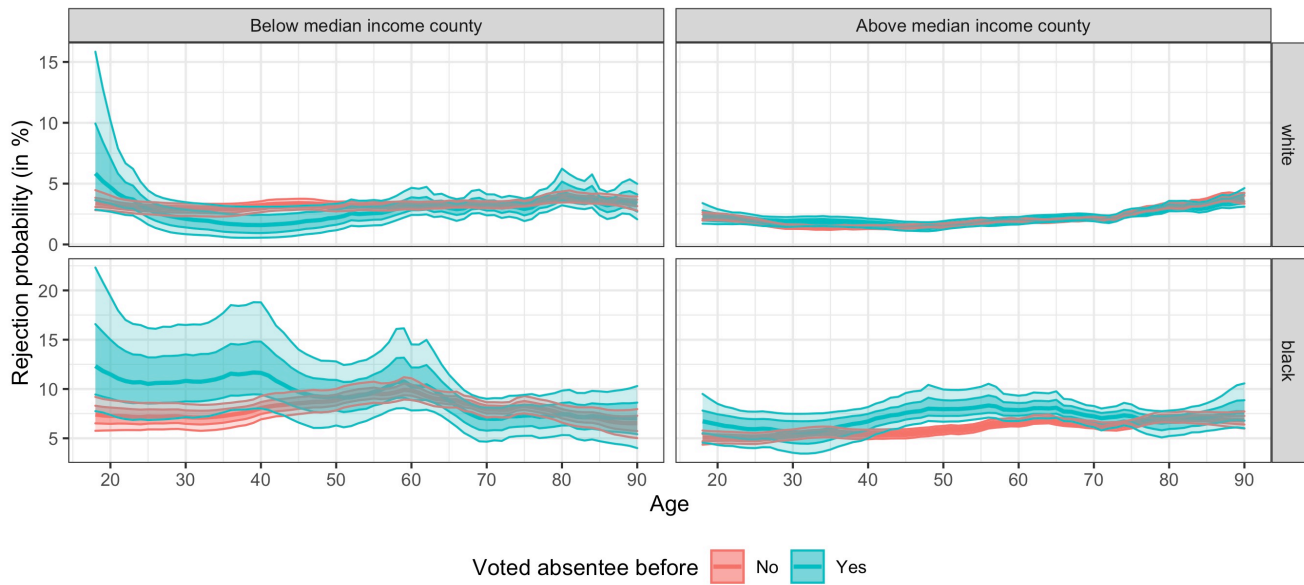 Below median income county
Above median income county
Rejection probability (in %)
15
10
5
0
white
20
15
10
5
black
20 30 40 50 60 70 80 90
20 30 40 50 60 70 80 90
Age
Voted absentee before No Yes